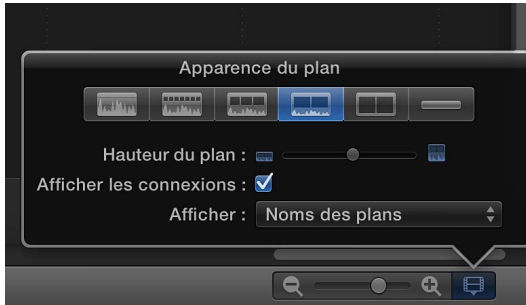 Apparence du plan
Hauteur du plan :
Afficher les connexions :
Afficher : Noms des plans